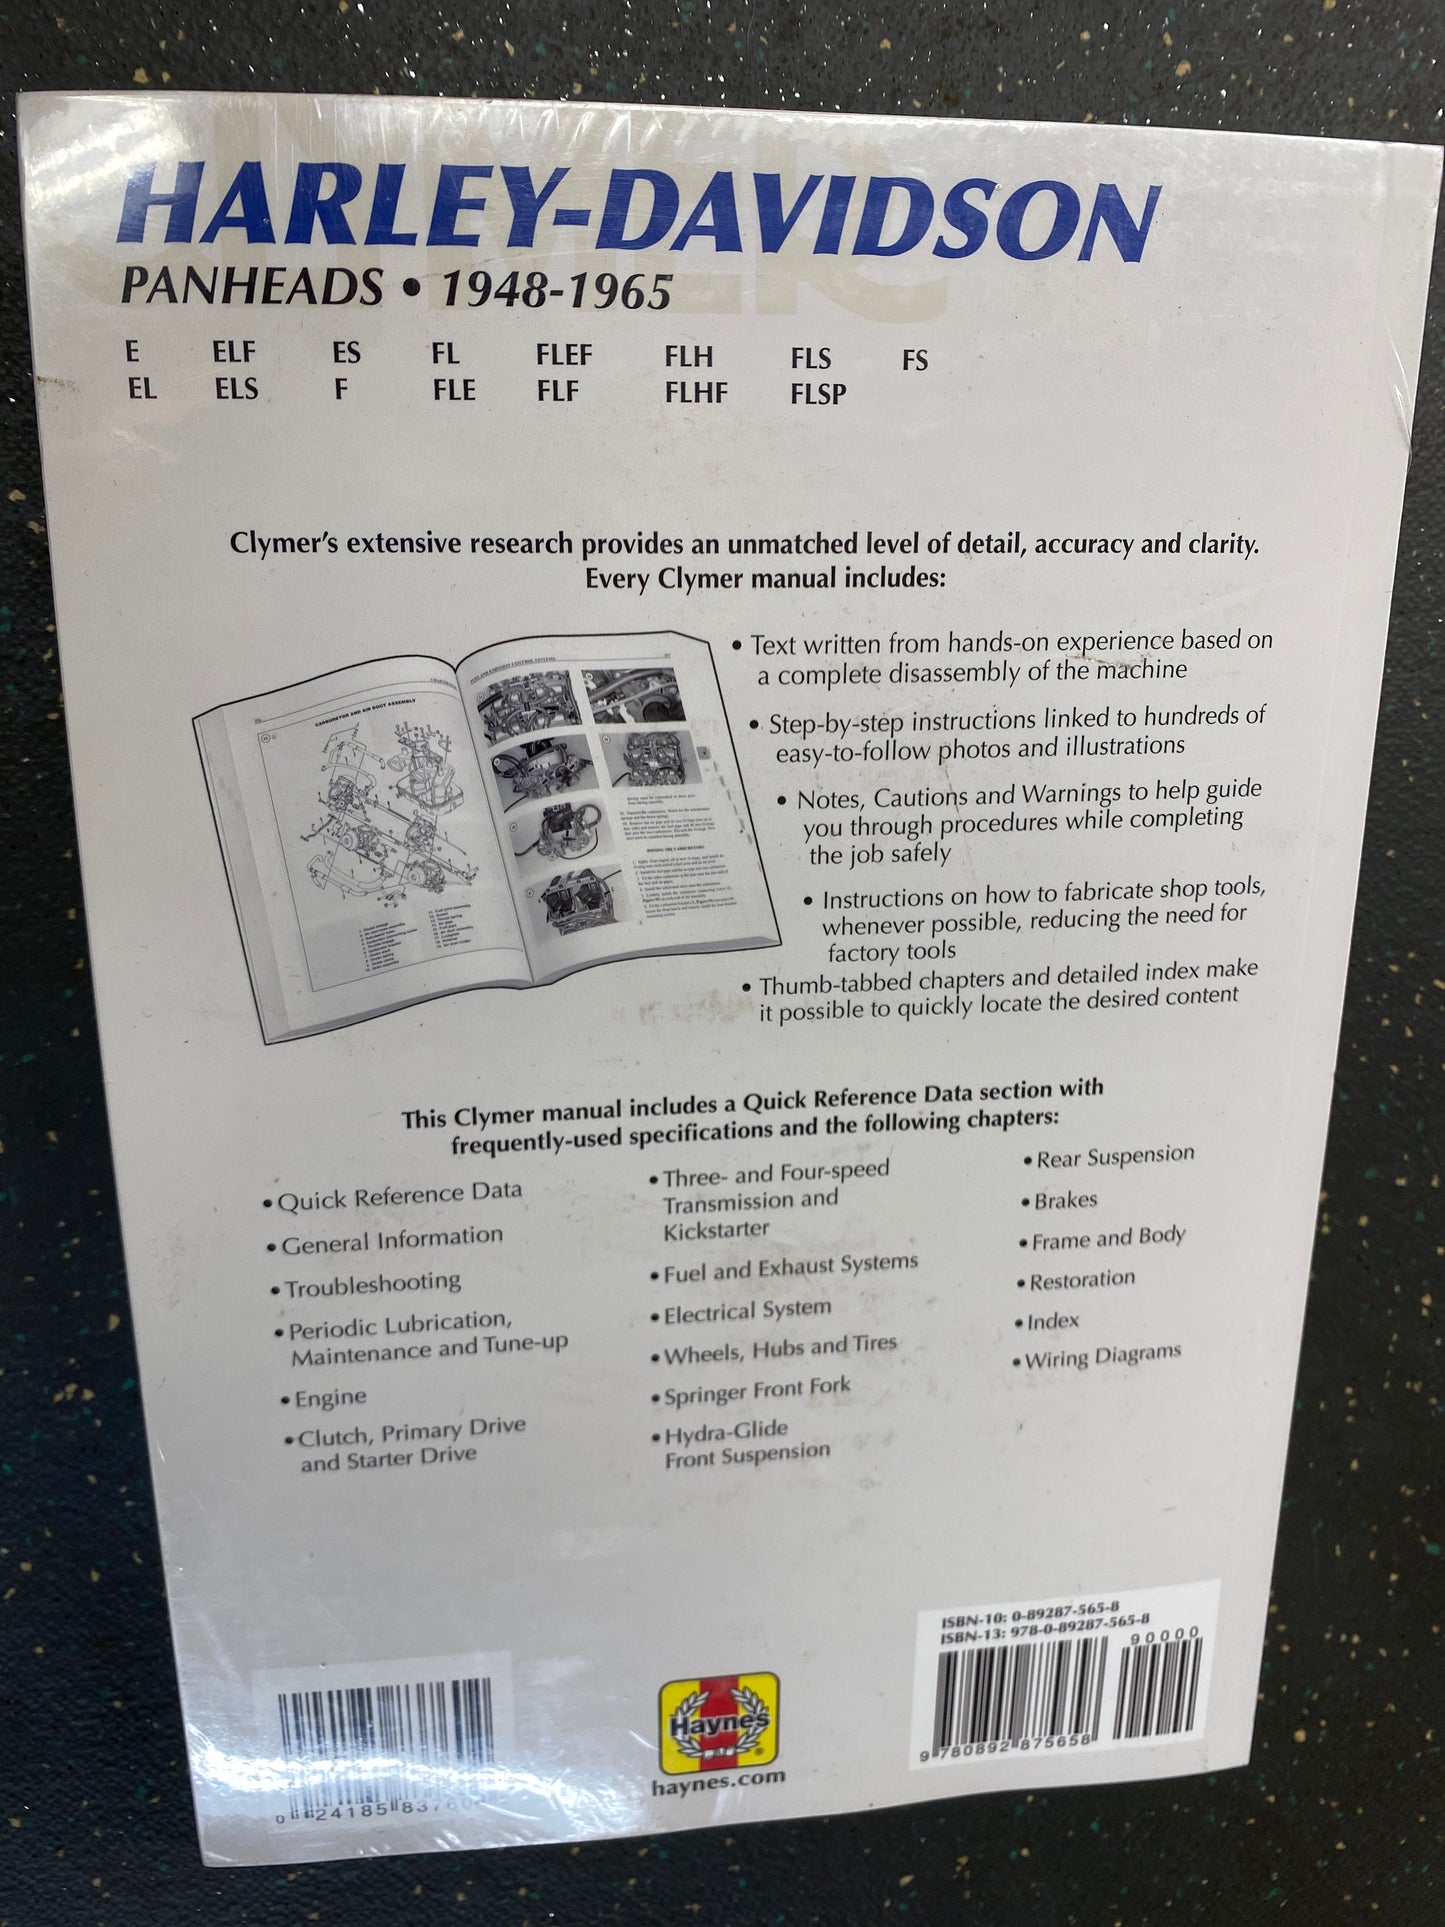 HARLEY-DAVIDSON
PANHEADS • 1948-1965
E ELF ES FL FLEF FLH FLS FS
EL ELS F FLE FLF FLHF FLSP
Clymer's extensive research provides an unmatched level of detail, accuracy and clarity.
Every Clymer manual includes:
• Text written from hands-on experience based on
a complete disassembly of the machine
• Step-by-step instructions linked to hundreds of
easy-to-follow photos and illustrations
• Notes, Cautions and Warnings to help guide
you through procedures while completing
the job safely
• Instructions on how to fabricate shop tools,
whenever possible, reducing the need for
factory tools
• Thumb-tabbed chapters and detailed index make
it possible to quickly locate the desired content
CARBURETOR AND AIR DUCT ASSEMBLY
FUEL AND EMISSION CONTROL SYSTEMS
This Clymer manual includes a Quick Reference Data section with
frequently-used specifications and the following chapters:
• Quick Reference Data
• General Information
• Troubleshooting
• Periodic Lubrication,
Maintenance and Tune-up
• Engine
• Clutch, Primary Drive
and Starter Drive
• Three- and Four-speed
Transmission and
Kickstarter
• Fuel and Exhaust Systems
• Electrical System
• Wheels, Hubs and Tires
• Springer Front Fork
• Hydra-Glide
Front Suspension
• Rear Suspension
• Brakes
• Frame and Body
• Restoration
• Index
• Wiring Diagrams
ISBN-10: 0-89287-565-8
ISBN-13: 978-0-89287-565-8
90000
9 780892 875658
Haynes
®
haynes.com